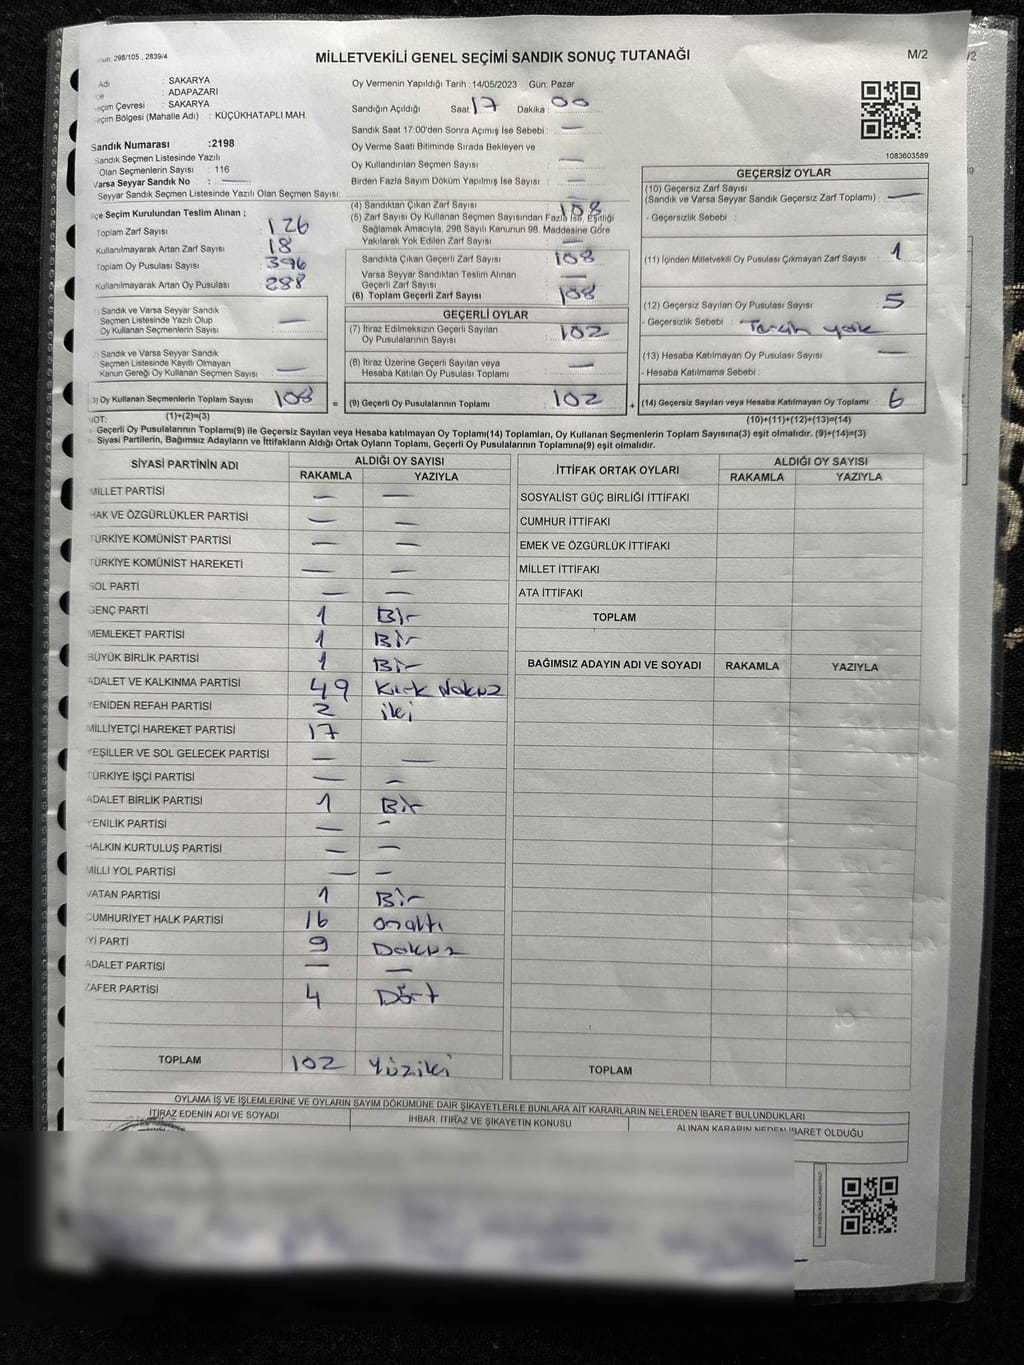 298/105 , 2839/4
MİLLETVEKİLİ GENEL SEÇİMİ SANDIK SONUÇ TUTANAĞI
M/2
Adı : SAKARYA
: ADAPAZARI
Seçim Çevresi : SAKARYA
Seçim Bölgesi (Mahalle Adı) : KÜÇÜKHATAPLI MAH.
Sandık Numarası :2198
Sandık Seçmen Listesinde Yazılı
Olan Seçmenlerin Sayısı : 116
Varsa Seyyar Sandık No : —
Seyyar Sandık Seçmen Listesinde Yazılı Olan Seçmen Sayısı:
İlçe Seçim Kurulundan Teslim Alınan ;
Toplam Zarf Sayısı : 126
Kullanılmayarak Artan Zarf Sayısı : 18
Toplam Oy Pusulası Sayısı : 396
Kullanılmayarak Artan Oy Pusulası : 288
Sandık ve Varsa Seyyar Sandık
Seçmen Listesinde Yazılı Olup
Oy Kullanan Seçmenlerin Sayısı : —
Sandık ve Varsa Seyyar Sandık
Seçmen Listesinde Kayıtlı Olmayan
Kanun Gereği Oy Kullanan Seçmen Sayısı : —
Oy Kullanan Seçmenlerin Toplam Sayısı : 108
(1)+(2)=(3)
Oy Vermenin Yapıldığı Tarih : 14/05/2023 Gün: Pazar
Sandığın Açıldığı Saat : 17 Dakika : 00
Sandık Saat 17:00'den Sonra Açımış İse Sebebi : —
Oy Verme Saati Bitiminde Sırada Bekleyen ve
Oy Kullandırılan Seçmen Sayısı : —
Birden Fazla Sayım Döküm Yapılmış İse Sayısı : —
(4) Sandıktan Çıkan Zarf Sayısı : 108
(5) Zarf Sayısı Oy Kullanan Seçmen Sayısından Fazla İse, Eşitliği
Sağlamak Amacıyla, 298 Sayılı Kanunun 98. Maddesine Göre
Yakılarak Yok Edilen Zarf Sayısı : —
Sandıkta Çıkan Geçerli Zarf Sayısı : 108
Varsa Seyyar Sandıktan Teslim Alınan
Geçerli Zarf Sayısı : —
(6) Toplam Geçerli Zarf Sayısı : 108
GEÇERLİ OYLAR
(7) İtiraz Edilmeksizin Geçerli Sayılan
Oy Pusulalarının Sayısı : 102
(8) İtiraz Üzerine Geçerli Sayılan veya
Hesaba Katılan Oy Pusulası Toplamı : —
= (9) Geçerli Oy Pusulalarının Toplamı : 102
1083603589
GEÇERSİZ OYLAR
(10) Geçersiz Zarf Sayısı
(Sandık ve Varsa Seyyar Sandık Geçersiz Zarf Toplamı) : —
- Geçersizlik Sebebi :
(11) İçinden Milletvekili Oy Pusulası Çıkmayan Zarf Sayısı : 1
(12) Geçersiz Sayılan Oy Pusulası Sayısı : 5
- Geçersizlik Sebebi : Tercih yok
(13) Hesaba Katılmayan Oy Pusulası Sayısı : —
- Hesaba Katılmama Sebebi :
+ (14) Geçersiz Sayılan veya Hesaba Katılmayan Oy Toplamı : 6
(10)+(11)+(12)+(13)=(14)
NOT:
- Geçerli Oy Pusulalarının Toplamı(9) ile Geçersiz Sayılan veya Hesaba katılmayan Oy Toplamı(14) Toplamları, Oy Kullanan Seçmenlerin Toplam Sayısına(3) eşit olmalıdır. (9)+(14)=(3)
- Siyasi Partilerin, Bağımsız Adayların ve İttifakların Aldığı Ortak Oyların Toplamı, Geçerli Oy Pusulalarının Toplamına(9) eşit olmalıdır.
SİYASİ PARTİNİN ADI ALDIĞI OY SAYISI
RAKAMLA YAZIYLA
MİLLET PARTİSİ — —
HAK VE ÖZGÜRLÜKLER PARTİSİ — —
TÜRKİYE KOMÜNİST PARTİSİ — —
TÜRKİYE KOMÜNİST HAREKETİ — —
SOL PARTİ — —
GENÇ PARTİ 1 Bir
MEMLEKET PARTİSİ 1 Bir
BÜYÜK BİRLİK PARTİSİ 1 Bir
ADALET VE KALKINMA PARTİSİ 49 Kırk Dokuz
YENİDEN REFAH PARTİSİ 2 iki
MİLLİYETÇİ HAREKET PARTİSİ 17
YEŞİLLER VE SOL GELECEK PARTİSİ — —
TÜRKİYE İŞÇİ PARTİSİ — —
ADALET BİRLİK PARTİSİ 1 Bir
YENİLİK PARTİSİ — —
HALKIN KURTULUŞ PARTİSİ — —
MİLLİ YOL PARTİSİ — —
VATAN PARTİSİ 1 Bir
CUMHURİYET HALK PARTİSİ 16 onaltı
İYİ PARTİ 9 Dokuz
ADALET PARTİSİ — —
ZAFER PARTİSİ 4 Dört
TOPLAM 102 Yüziki
İTTİFAK ORTAK OYLARI ALDIĞI OY SAYISI
RAKAMLA YAZIYLA
SOSYALİST GÜÇ BİRLİĞİ İTTİFAKI
CUMHUR İTTİFAKI
EMEK VE ÖZGÜRLÜK İTTİFAKI
MİLLET İTTİFAKI
ATA İTTİFAKI
TOPLAM
BAĞIMSIZ ADAYIN ADI VE SOYADI RAKAMLA YAZIYLA
TOPLAM
OYLAMA İŞ VE İŞLEMLERİNE VE OYLARIN SAYIM DÖKÜMÜNE DAİR ŞİKAYETLERLE BUNLARA AİT KARARLARIN NELERDEN İBARET BULUNDUKLARI
İTİRAZ EDENİN ADI VE SOYADI İHBAR, İTİRAZ VE ŞİKAYETİN KONUSU ALINAN KARARIN NEDEN İBARET OLDUĞU